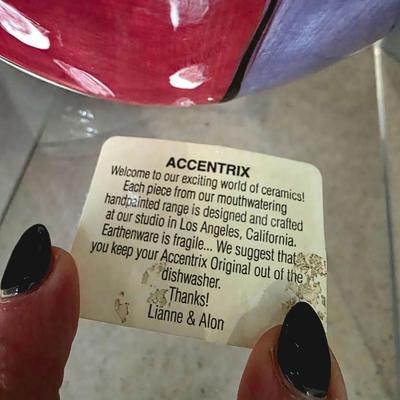 ACCENTRIX
Welcome to our exciting world of ceramics!
Each piece from our mouthwatering
handpainted range is designed and crafted
at our studio in Los Angeles, California.
Earthenware is fragile... We suggest that
you keep your Accentrix Original out of the
dishwasher.
Thanks!
Lianne & Alon